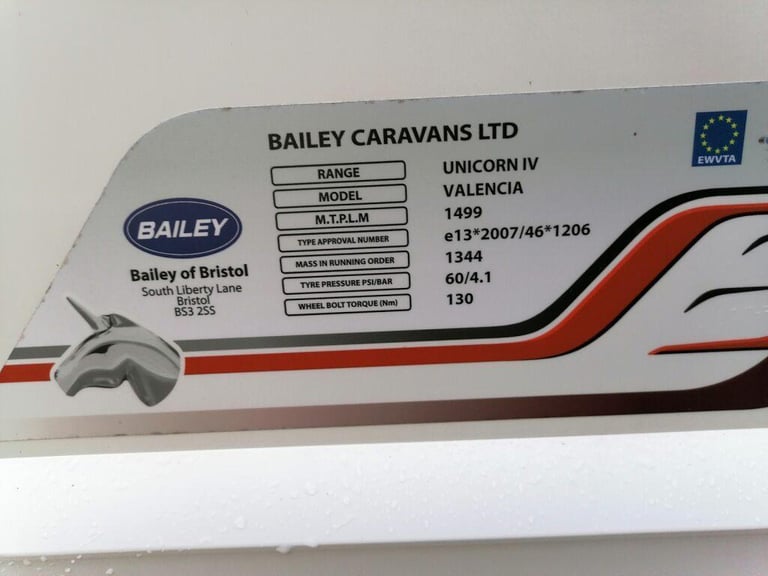 BAILEY CARAVANS LTD
RANGE UNICORN IV
MODEL VALENCIA
M.T.P.L.M 1499
TYPE APPROVAL NUMBER e13*2007/46*1206
MASS IN RUNNING ORDER 1344
TYRE PRESSURE PSI/BAR 60/4.1
WHEEL BOLT TORQUE (Nm) 130
BAILEY
Bailey of Bristol
South Liberty Lane
Bristol
BS3 2SS
EWVTA